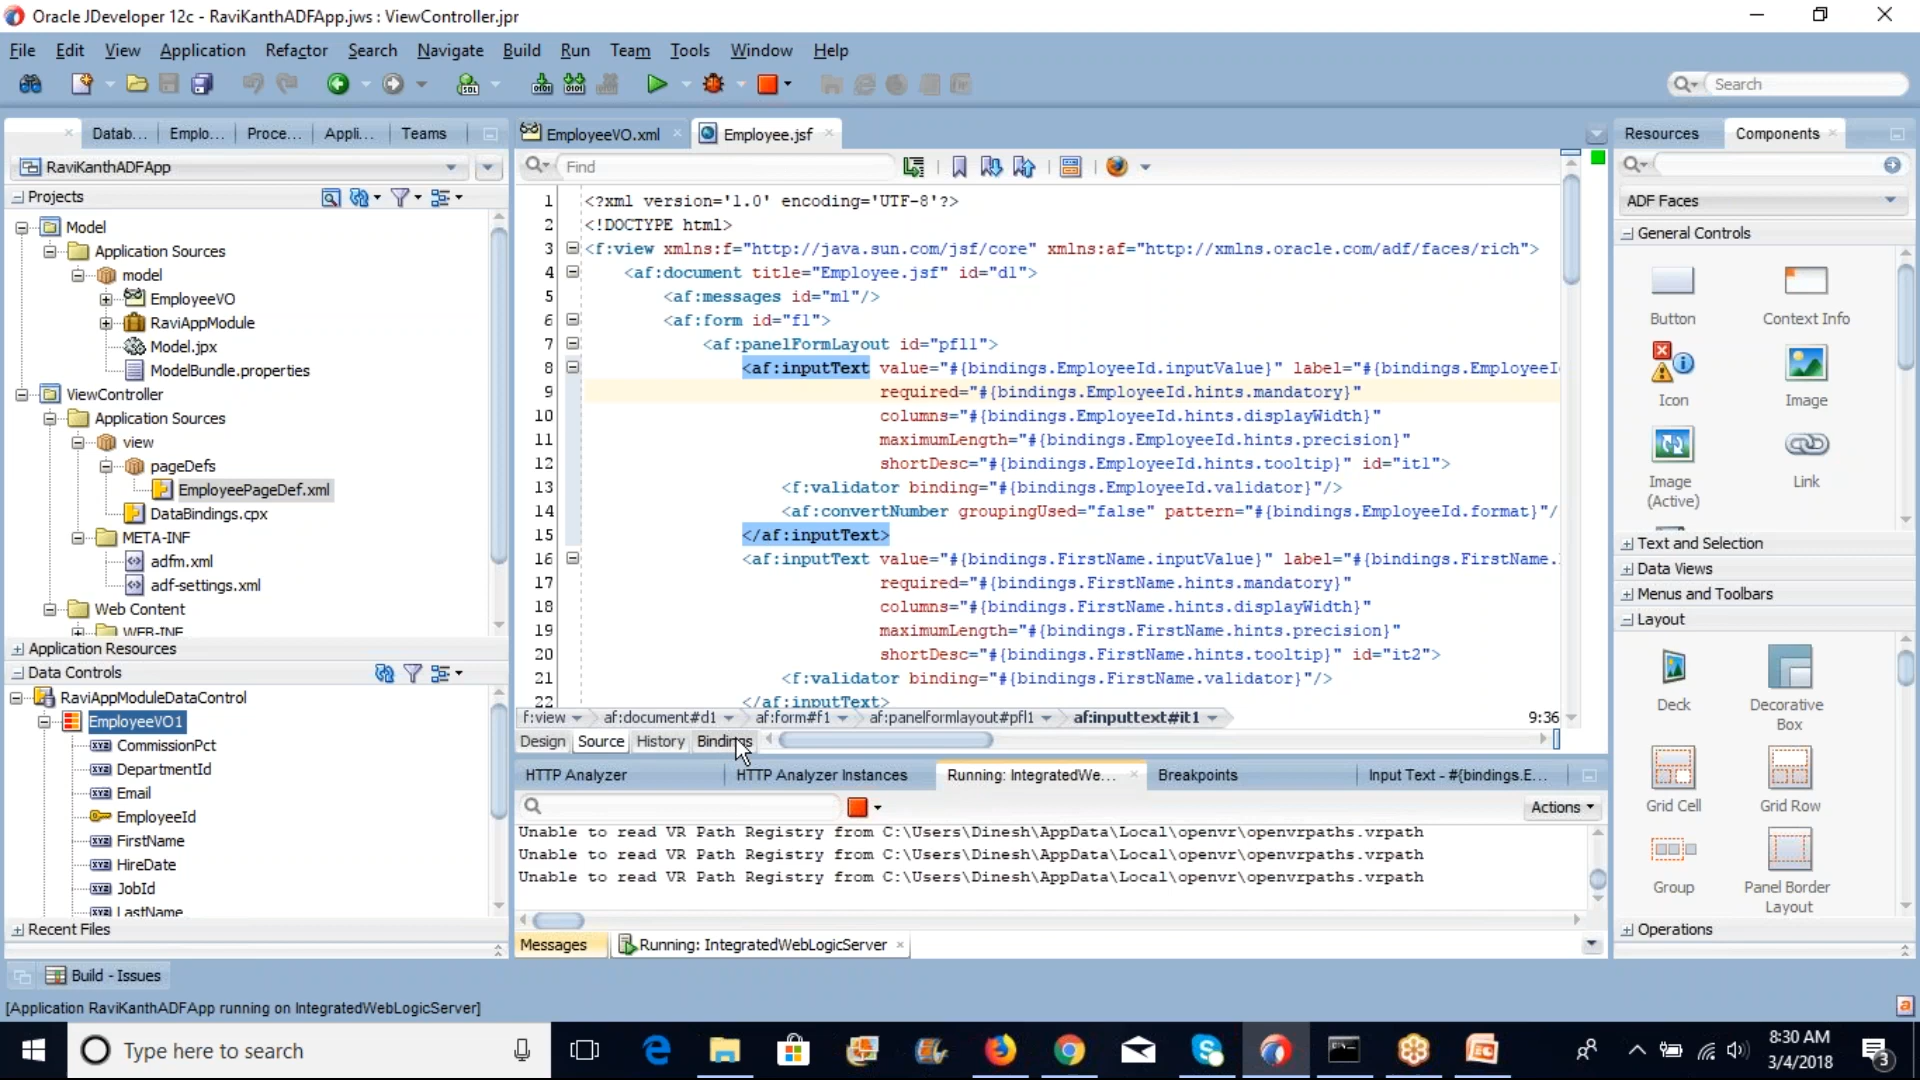 Oracle JDeveloper 12c - RaviKanthADFApp.jws : ViewController.jpr
File Edit View Application Refactor Search Navigate Build Run Team Tools Window Help
Search
Datab... Emplo... Proce... Appli... Teams
EmployeeVO.xml Employee.jsf
Resources Components
RaviKanthADFApp
Find
ADF Faces
Projects
Model
Application Sources
model
EmployeeVO
RaviAppModule
Model.jpx
ModelBundle.properties
ViewController
Application Sources
view
pageDefs
EmployeePageDef.xml
DataBindings.cpx
META-INF
adfm.xml
adf-settings.xml
Web Content
WEB-INF
Application Resources
Data Controls
RaviAppModuleDataControl
EmployeeVO1
CommissionPct
DepartmentId
Email
EmployeeId
FirstName
HireDate
JobId
LastName
Recent Files
1 <?xml version='1.0' encoding='UTF-8'?>
2 <!DOCTYPE html>
3 <f:view xmlns:f="http://java.sun.com/jsf/core" xmlns:af="http://xmlns.oracle.com/adf/faces/rich">
4 <af:document title="Employee.jsf" id="d1">
5 <af:messages id="m1"/>
6 <af:form id="f1">
7 <af:panelFormLayout id="pfl1">
8 <af:inputText value="#{bindings.EmployeeId.inputValue}" label="#{bindings.EmployeeI
9 required="#{bindings.EmployeeId.hints.mandatory}"
10 columns="#{bindings.EmployeeId.hints.displayWidth}"
11 maximumLength="#{bindings.EmployeeId.hints.precision}"
12 shortDesc="#{bindings.EmployeeId.hints.tooltip}" id="it1">
13 <f:validator binding="#{bindings.EmployeeId.validator}"/>
14 <af:convertNumber groupingUsed="false" pattern="#{bindings.EmployeeId.format}"/
15 </af:inputText>
16 <af:inputText value="#{bindings.FirstName.inputValue}" label="#{bindings.FirstName.
17 required="#{bindings.FirstName.hints.mandatory}"
18 columns="#{bindings.FirstName.hints.displayWidth}"
19 maximumLength="#{bindings.FirstName.hints.precision}"
20 shortDesc="#{bindings.FirstName.hints.tooltip}" id="it2">
21 <f:validator binding="#{bindings.FirstName.validator}"/>
22 </af:inputText>
f:view af:document#d1 af:form#f1 af:panelformlayout#pfl1 af:inputtext#it1 9:36
Design Source History Bindings
HTTP Analyzer HTTP Analyzer Instances Running: IntegratedWe... Breakpoints Input Text - #{bindings.E...
Actions
Unable to read VR Path Registry from C:\Users\Dinesh\AppData\Local\openvr\openvrpaths.vrpath
Unable to read VR Path Registry from C:\Users\Dinesh\AppData\Local\openvr\openvrpaths.vrpath
Unable to read VR Path Registry from C:\Users\Dinesh\AppData\Local\openvr\openvrpaths.vrpath
Messages Running: IntegratedWebLogicServer
General Controls
Button Context Info
Icon Image
Image (Active) Link
Text and Selection
Data Views
Menus and Toolbars
Layout
Deck Decorative Box
Grid Cell Grid Row
Group Panel Border Layout
Operations
Build - Issues
[Application RaviKanthADFApp running on IntegratedWebLogicServer]
Type here to search
8:30 AM
3/4/2018
3